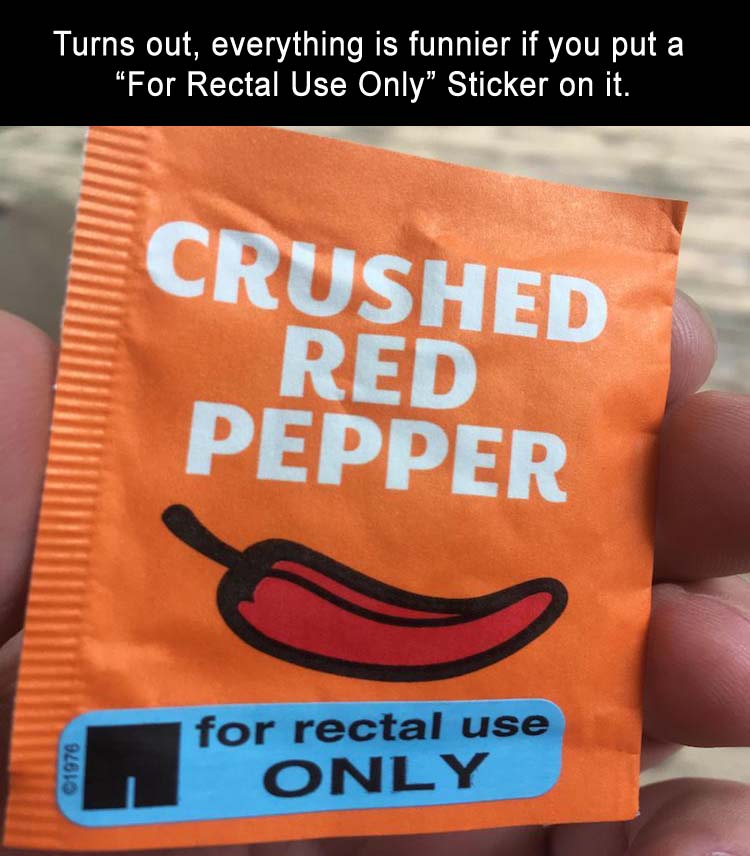 Turns out, everything is funnier if you put a
“For Rectal Use Only” Sticker on it.
CRUSHED
RED
PEPPER
©1976
for rectal use
ONLY